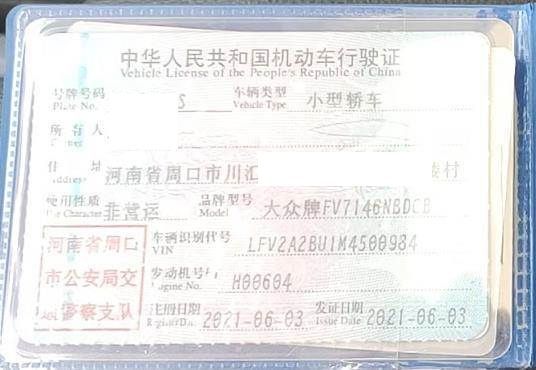 中华人民共和国机动车行驶证
Vehicle License of the People's Republic of China
号牌号码 S 车辆类型 小型轿车
Plate No. Vehicle Type
所有人
住 址 河南省周口市川汇 村
Address
使用性质 非营运 品牌型号 大众牌FV7146NBDCB
Use Character Model
河南省周口 车辆识别代号 LFV2A2BU1M4500984
VIN
市公安局交 发动机号码 H00604
Engine No.
警察支队 注册日期 2021-06-03 发证日期 2021-06-03
Register Date Issue Date